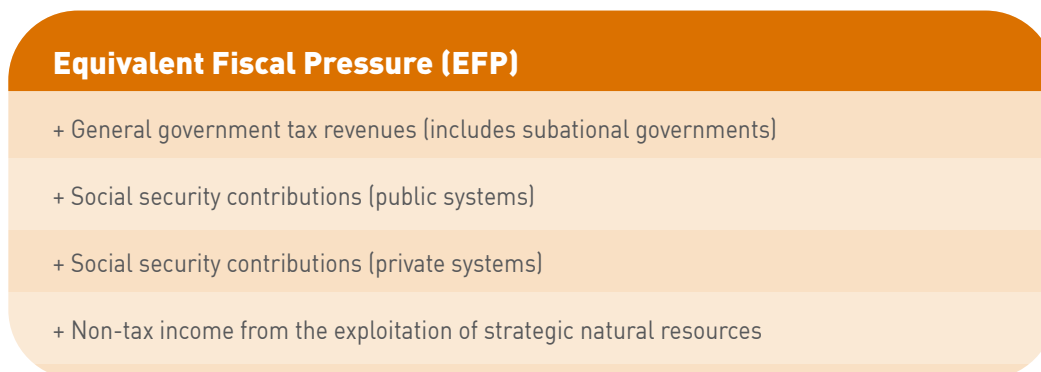 Equivalent Fiscal Pressure (EFP)
+ General government tax revenues (includes subational governments)
+ Social security contributions (public systems)
+ Social security contributions (private systems)
+ Non-tax income from the exploitation of strategic natural resources